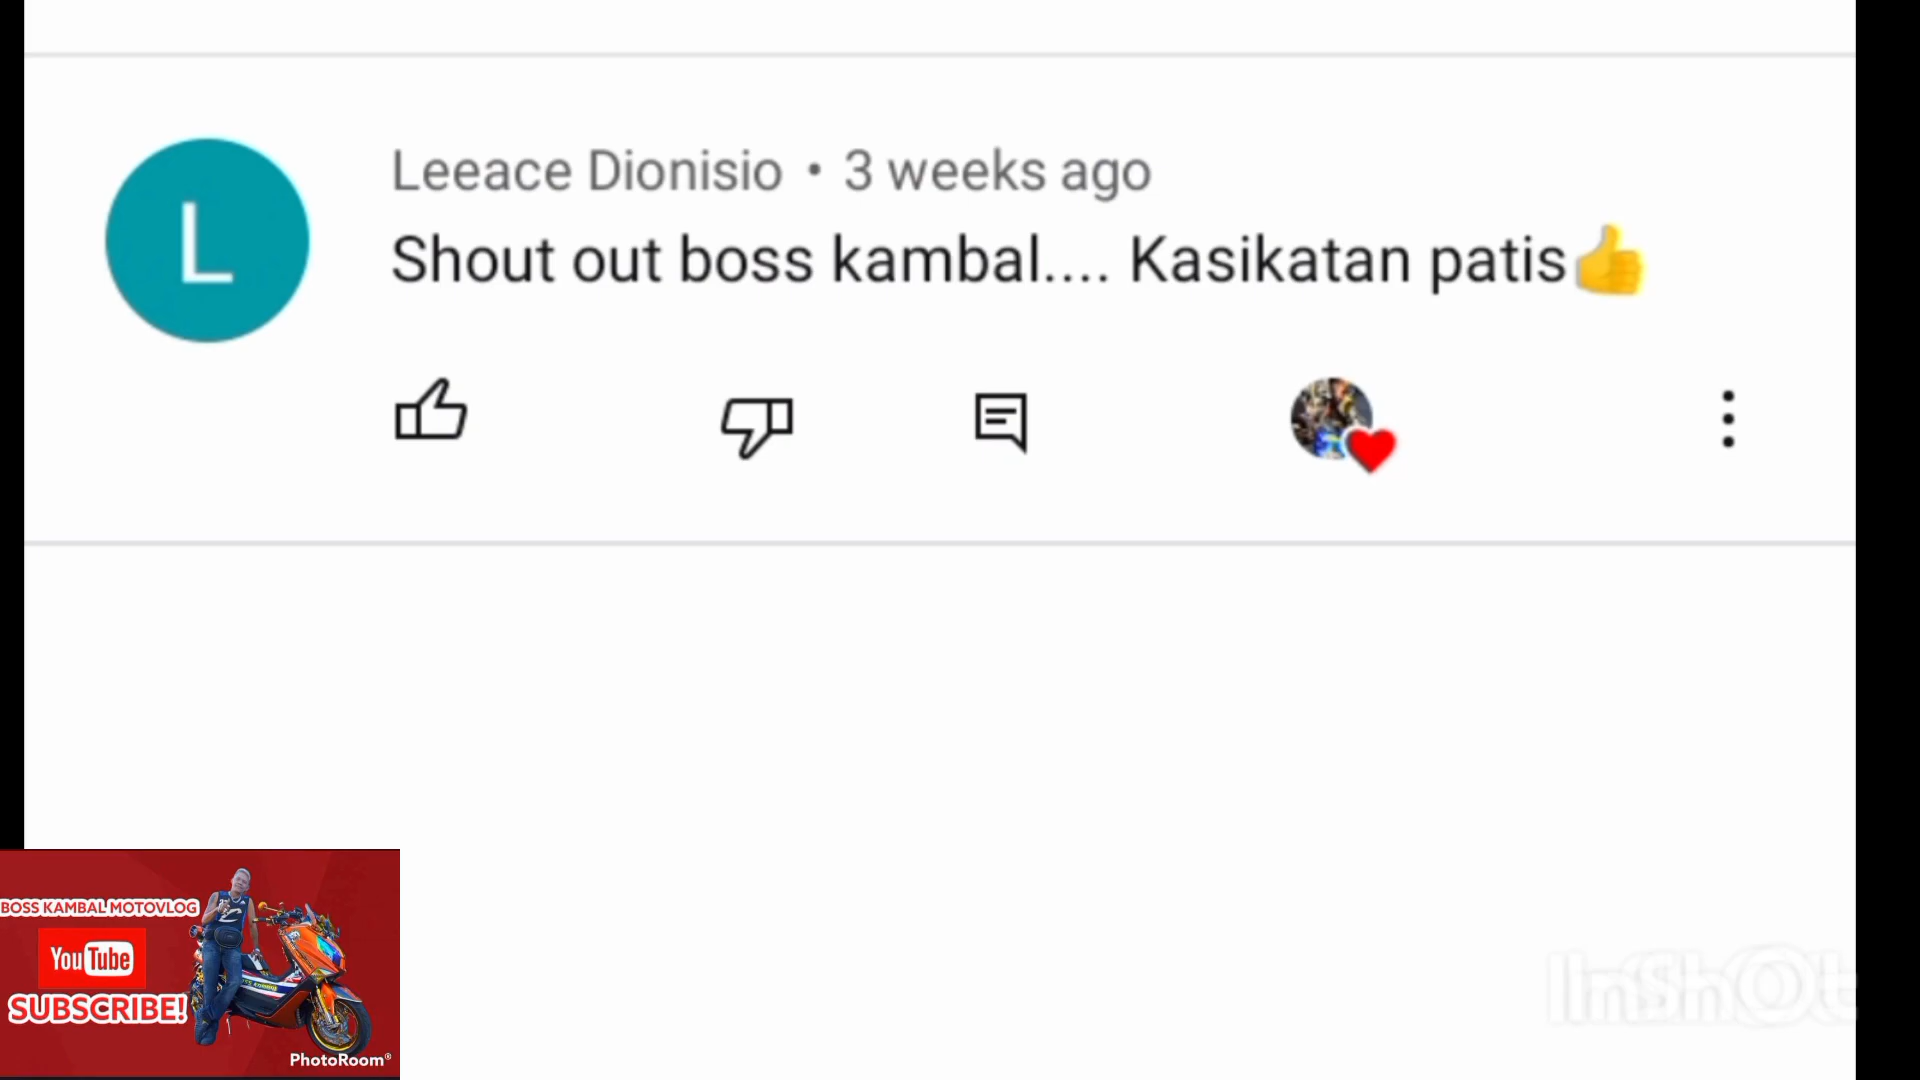 L
Leeace Dionisio • 3 weeks ago
Shout out boss kambal.... Kasikatan patis👍
BOSS KAMBAL MOTOVLOG
YouTube
SUBSCRIBE!
PhotoRoom®
InShOt